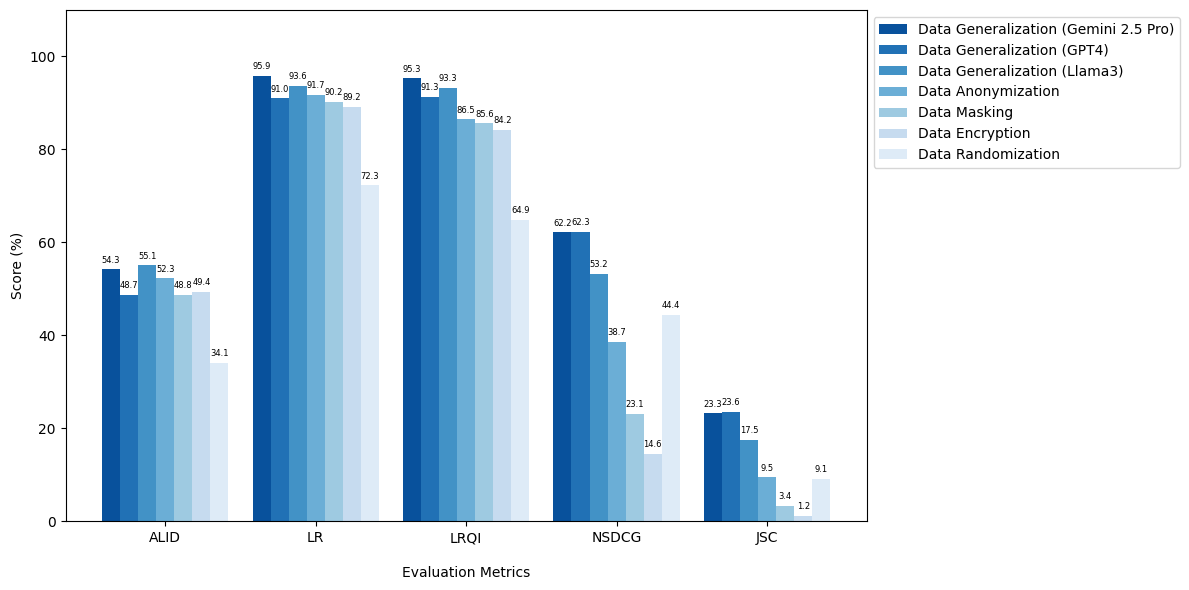 Data Generalization (Gemini 2.5 Pro)
Data Generalization (GPT4)
Data Generalization (Llama3)
Data Anonymization
Data Masking
Data Encryption
Data Randomization
Score (%)
100
80
60
40
20
0
54.3 48.7 55.1 52.3 48.8 49.4 34.1
95.9 91.0 93.6 91.7 90.2 89.2 72.3
95.3 91.3 93.3 86.5 85.6 84.2 64.9
62.2 62.3 53.2 38.7 23.1 14.6 44.4
23.3 23.6 17.5 9.5 3.4 1.2 9.1
ALID LR LRQI NSDCG JSC
Evaluation Metrics